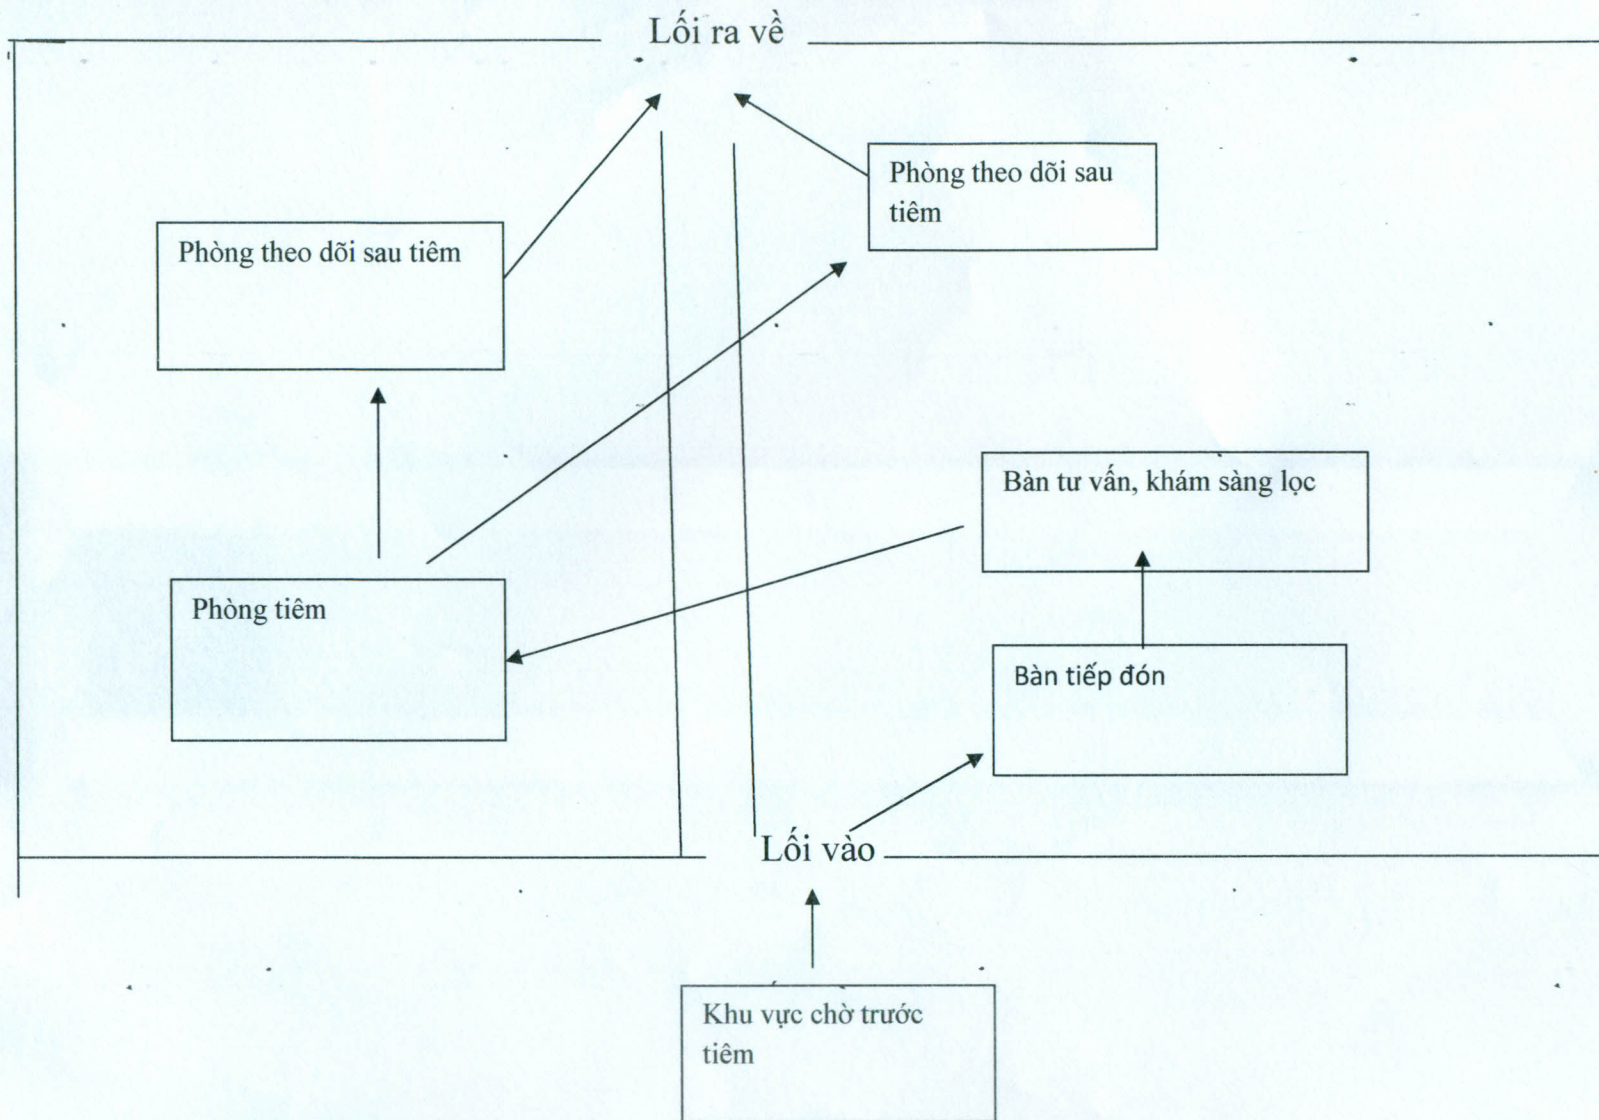 Lối ra về
Phòng theo dõi sau
tiêm
Phòng theo dõi sau tiêm
Bàn tư vấn, khám sàng lọc
Phòng tiêm
Bàn tiếp đón
Lối vào
Khu vực chờ trước
tiêm